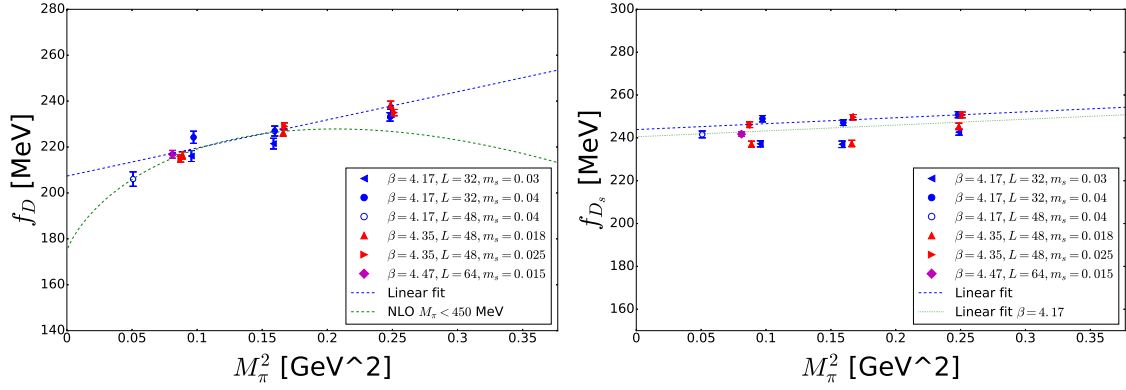 280
260
240
220
200
180
160
140
f_D [MeV]
0
0.05
0.1
0.15
0.2
0.25
0.3
0.35
M_π^2 [GeV^2]
β=4.17, L=32, m_s=0.03
β=4.17, L=32, m_s=0.04
β=4.17, L=48, m_s=0.04
β=4.35, L=48, m_s=0.018
β=4.35, L=48, m_s=0.025
β=4.47, L=64, m_s=0.015
Linear fit
NLO M_π<450 MeV
300
280
260
240
220
200
180
160
f_{D_s} [MeV]
0
0.05
0.1
0.15
0.2
0.25
0.3
0.35
M_π^2 [GeV^2]
β=4.17, L=32, m_s=0.03
β=4.17, L=32, m_s=0.04
β=4.17, L=48, m_s=0.04
β=4.35, L=48, m_s=0.018
β=4.35, L=48, m_s=0.025
β=4.47, L=64, m_s=0.015
Linear fit
Linear fit β=4.17